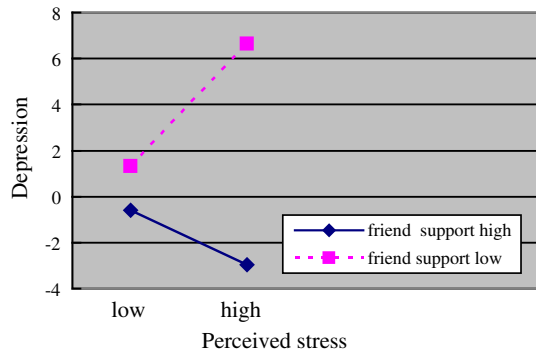 8
6
4
2
0
-2
-4
Depression
low high
Perceived stress
friend support high
friend support low